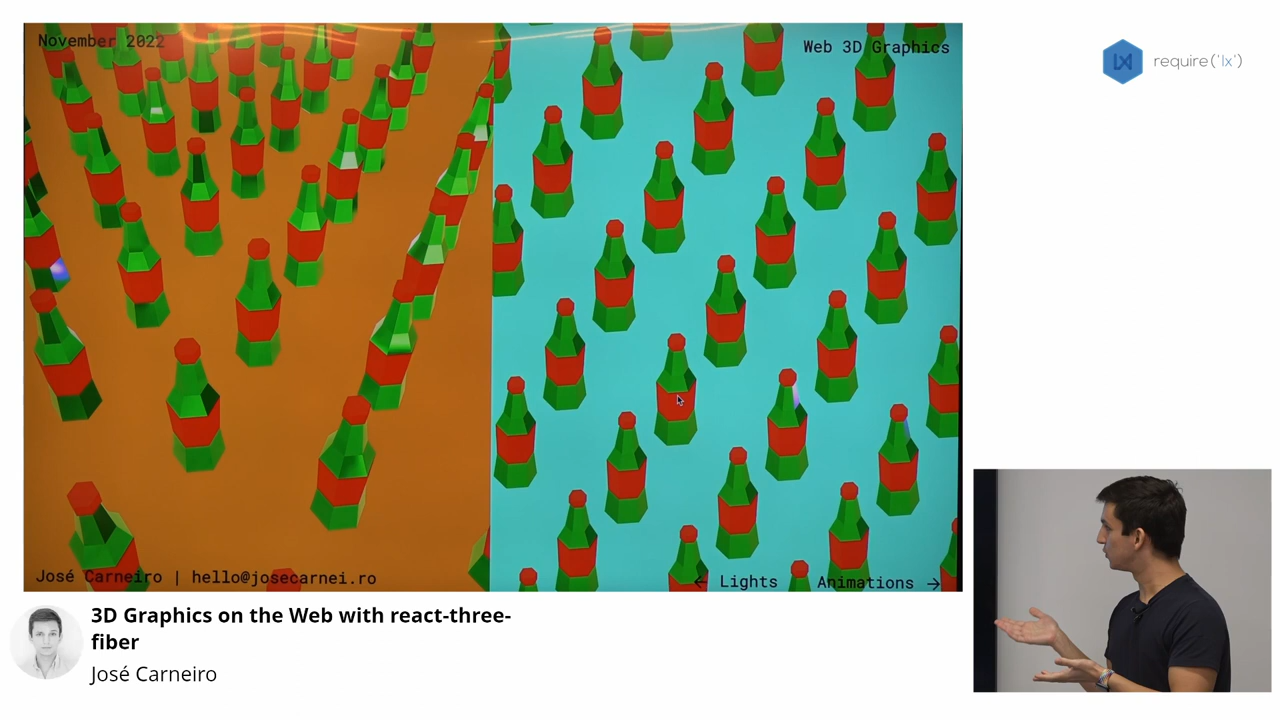 November 2022
Web 3D Graphics
require('lx')
José Carneiro | hello@josecarnei.ro
← Lights
Animations →
3D Graphics on the Web with react-three-
fiber
José Carneiro